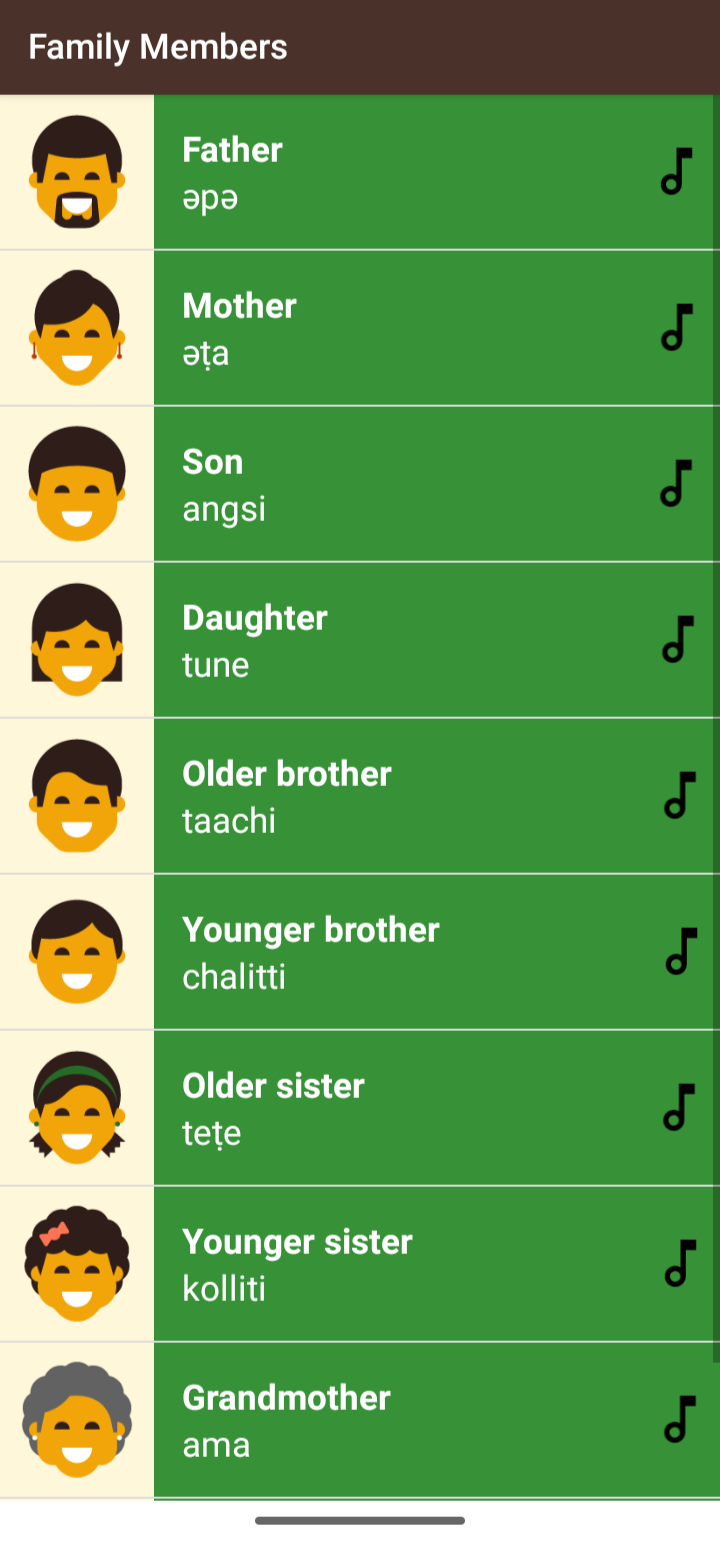 Family Members
Father
əpə
Mother
əṭa
Son
angsi
Daughter
tune
Older brother
taachi
Younger brother
chalitti
Older sister
teṭe
Younger sister
kolliti
Grandmother
ama